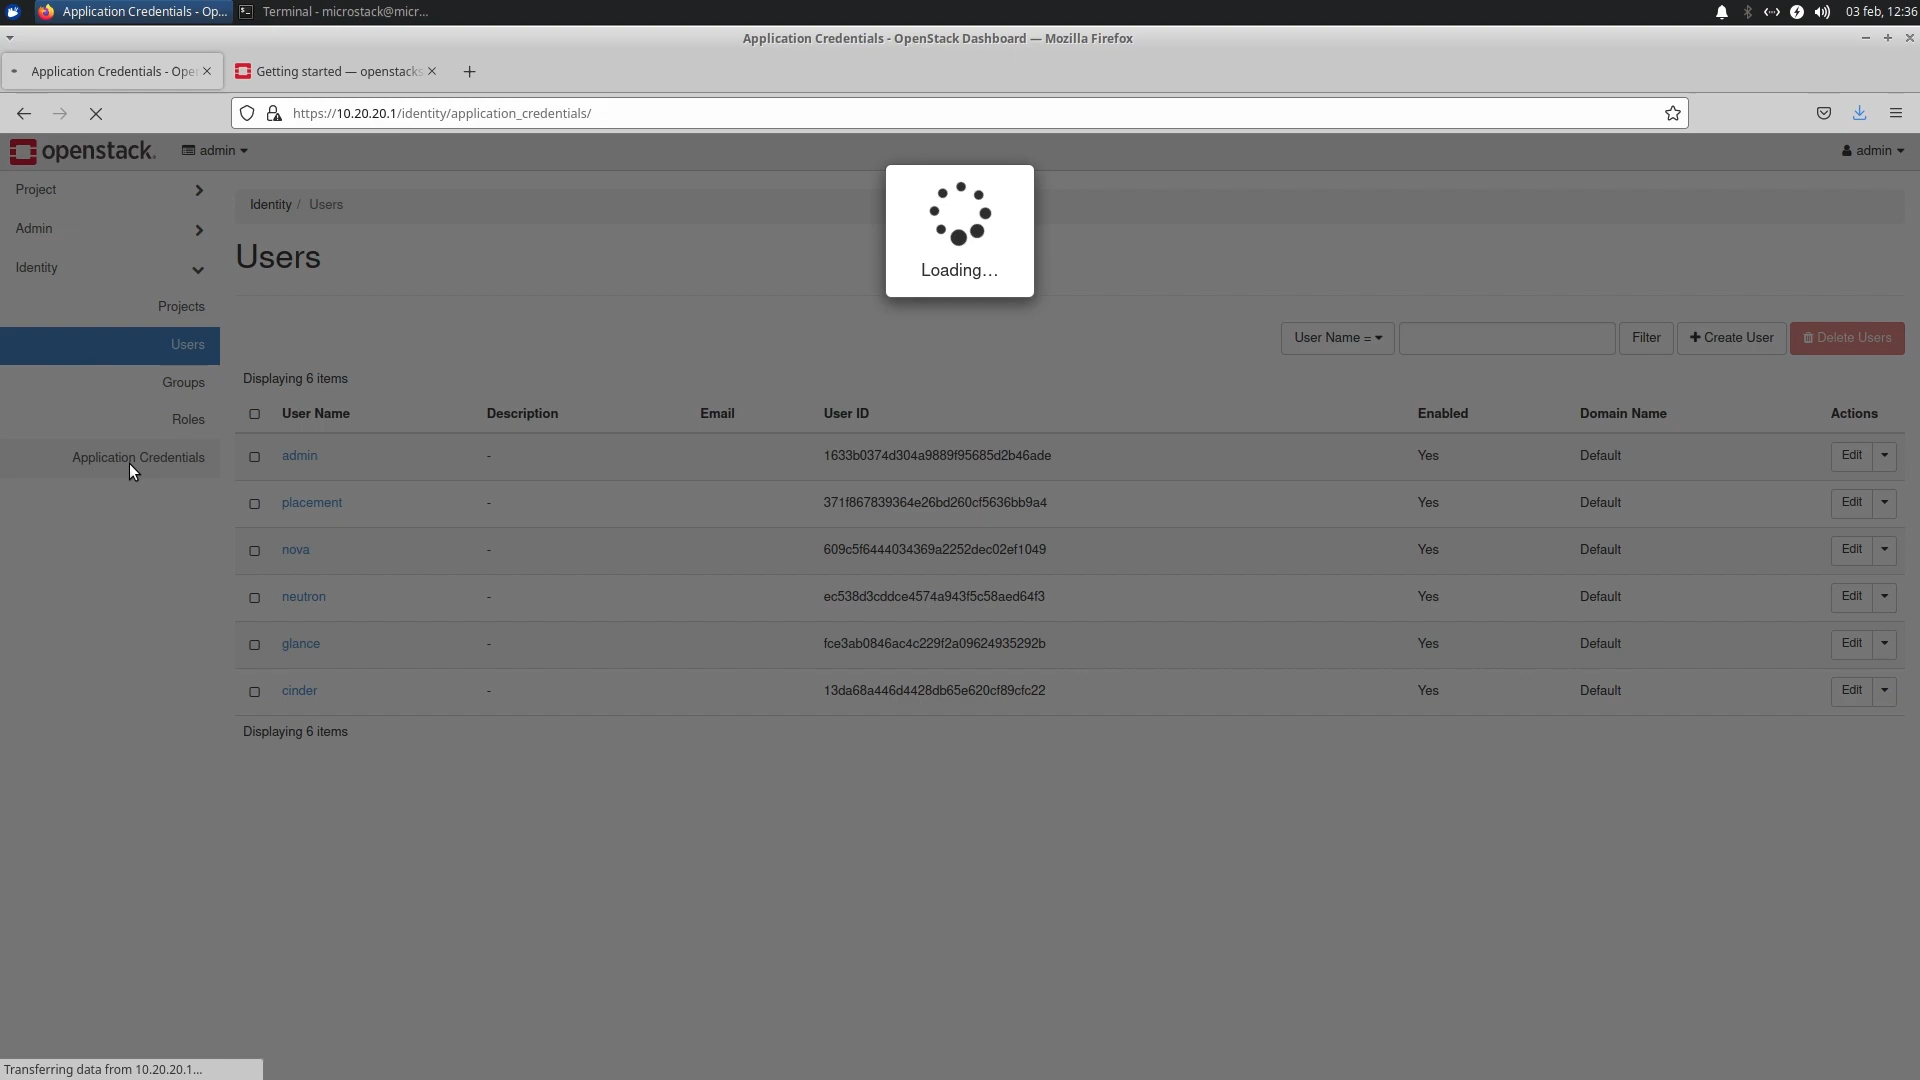 Application Credentials - Op...
Terminal - microstack@micr...
03 feb, 12:36
Application Credentials - OpenStack Dashboard — Mozilla Firefox
Application Credentials - Ope
Getting started — openstacks
https://10.20.20.1/identity/application_credentials/
openstack.
admin
admin
Project
Admin
Identity
Projects
Users
Groups
Roles
Application Credentials
Identity / Users
Users
Loading…
User Name =
Filter
Create User
Delete Users
Displaying 6 items
User Name Description Email User ID Enabled Domain Name Actions
admin - 1633b0374d304a9889f95685d2b46ade Yes Default Edit
placement - 371f867839364e26bd260cf5636bb9a4 Yes Default Edit
nova - 609c5f6444034369a2252dec02ef1049 Yes Default Edit
neutron - ec538d3cddce4574a943f5c58aed64f3 Yes Default Edit
glance - fce3ab0846ac4c229f2a09624935292b Yes Default Edit
cinder - 13da68a446d4428db65e620cf89cfc22 Yes Default Edit
Displaying 6 items
Transferring data from 10.20.20.1...